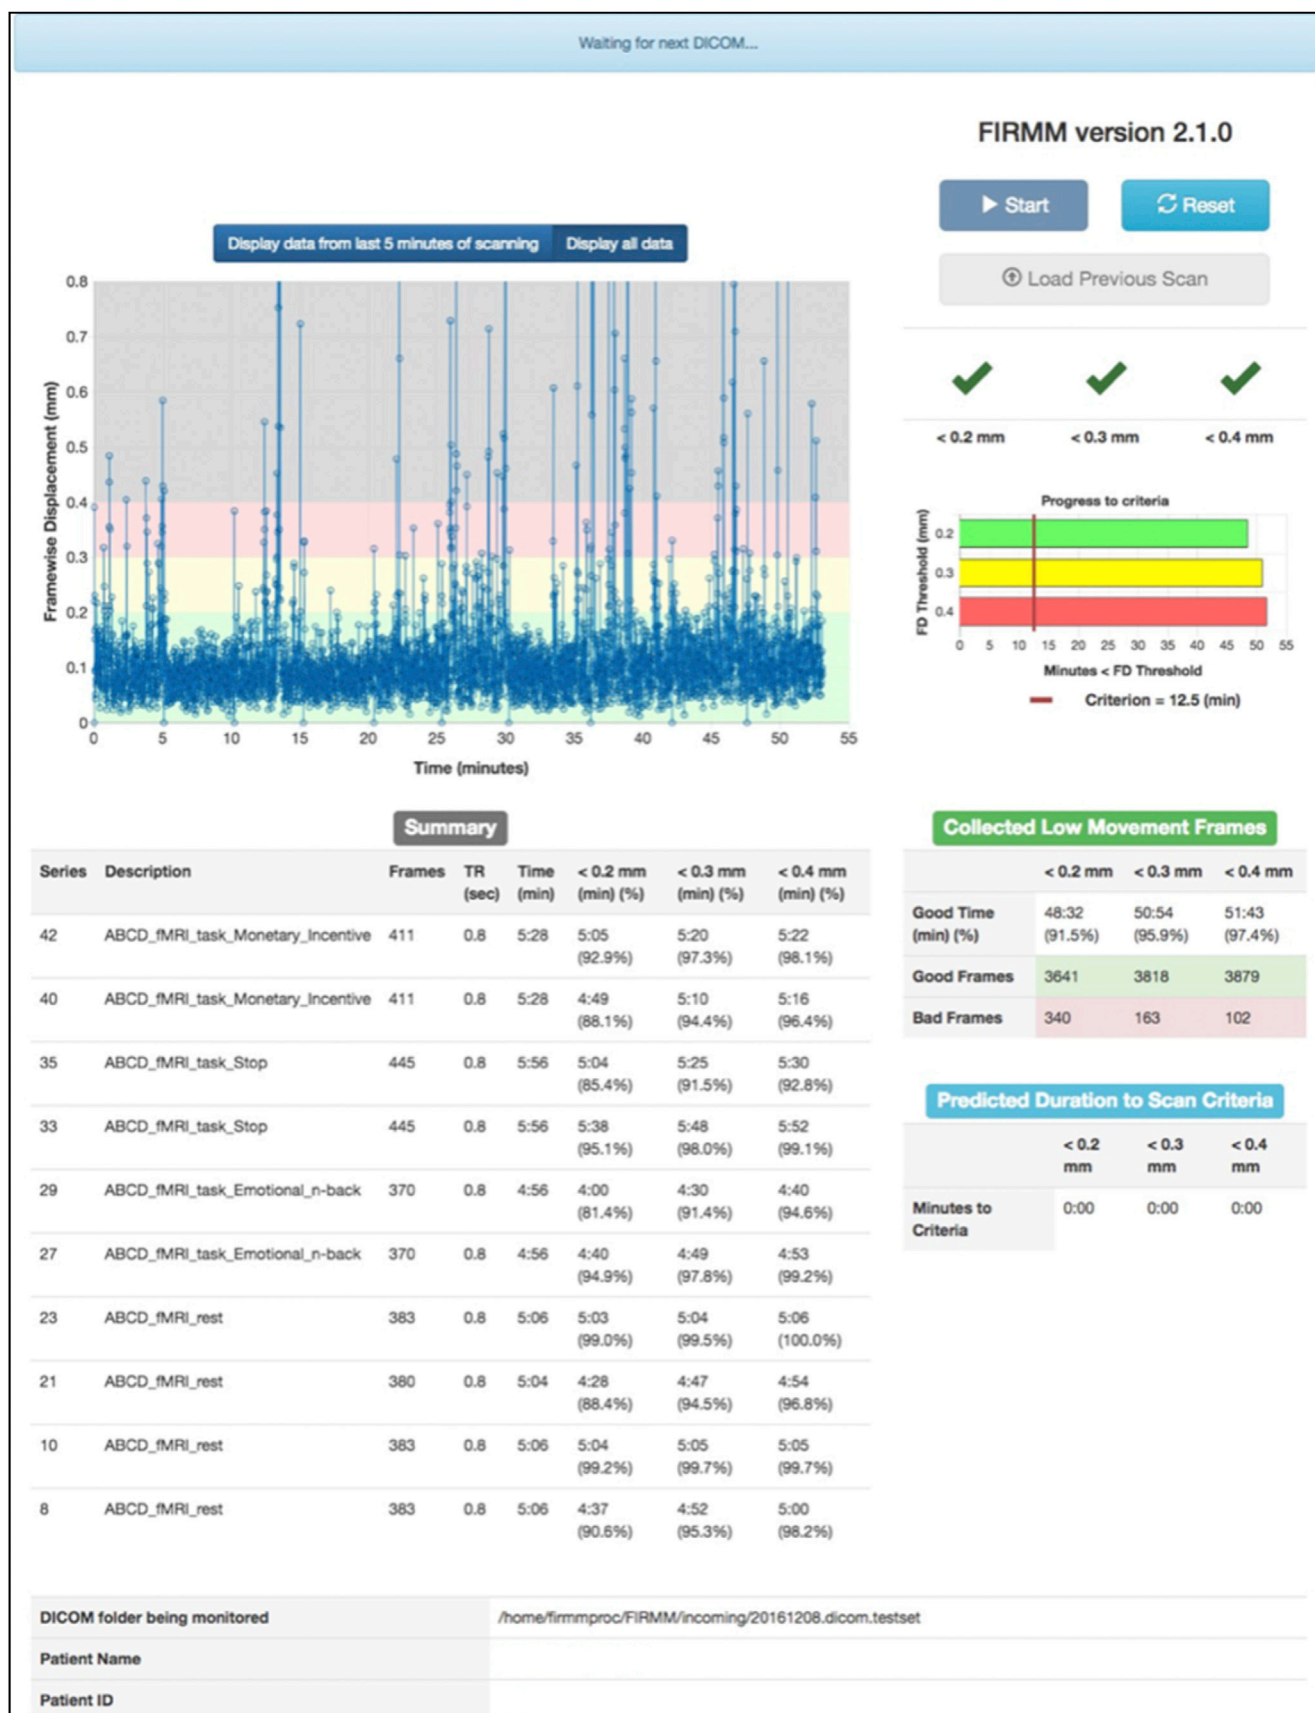 Waiting for next DICOM...
FIRMM version 2.1.0
Start
Reset
Load Previous Scan
Display data from last 5 minutes of scanning
Display all data
0.8
0.7
0.6
0.5
0.4
0.3
0.2
0.1
0
Framewise Displacement (mm)
0 5 10 15 20 25 30 35 40 45 50 55
Time (minutes)
< 0.2 mm < 0.3 mm < 0.4 mm
Progress to criteria
FD Threshold (mm)
0.2
0.3
0.4
0 5 10 15 20 25 30 35 40 45 50 55
Minutes < FD Threshold
Criterion = 12.5 (min)
Summary
Series Description Frames TR Time < 0.2 mm < 0.3 mm < 0.4 mm
(sec) (min) (min) (%) (min) (%) (min) (%)
42 ABCD_fMRI_task_Monetary_Incentive 411 0.8 5:28 5:05 5:20 5:22
(92.9%) (97.3%) (98.1%)
40 ABCD_fMRI_task_Monetary_Incentive 411 0.8 5:28 4:49 5:10 5:16
(88.1%) (94.4%) (96.4%)
35 ABCD_fMRI_task_Stop 445 0.8 5:56 5:04 5:25 5:30
(85.4%) (91.5%) (92.8%)
33 ABCD_fMRI_task_Stop 445 0.8 5:56 5:38 5:48 5:52
(95.1%) (98.0%) (99.1%)
29 ABCD_fMRI_task_Emotional_n-back 370 0.8 4:56 4:00 4:30 4:40
(81.4%) (91.4%) (94.6%)
27 ABCD_fMRI_task_Emotional_n-back 370 0.8 4:56 4:40 4:49 4:53
(94.9%) (97.8%) (99.2%)
23 ABCD_fMRI_rest 383 0.8 5:06 5:03 5:04 5:06
(99.0%) (99.5%) (100.0%)
21 ABCD_fMRI_rest 380 0.8 5:04 4:28 4:47 4:54
(88.4%) (94.5%) (96.8%)
10 ABCD_fMRI_rest 383 0.8 5:06 5:04 5:05 5:05
(99.2%) (99.7%) (99.7%)
8 ABCD_fMRI_rest 383 0.8 5:06 4:37 4:52 5:00
(90.6%) (95.3%) (98.2%)
Collected Low Movement Frames
< 0.2 mm < 0.3 mm < 0.4 mm
Good Time 48:32 50:54 51:43
(min) (%) (91.5%) (95.9%) (97.4%)
Good Frames 3641 3818 3879
Bad Frames 340 163 102
Predicted Duration to Scan Criteria
< 0.2 < 0.3 < 0.4
mm mm mm
Minutes to 0:00 0:00 0:00
Criteria
DICOM folder being monitored /home/firmmproc/FIRMM/incoming/20161208.dicom.testset
Patient Name
Patient ID